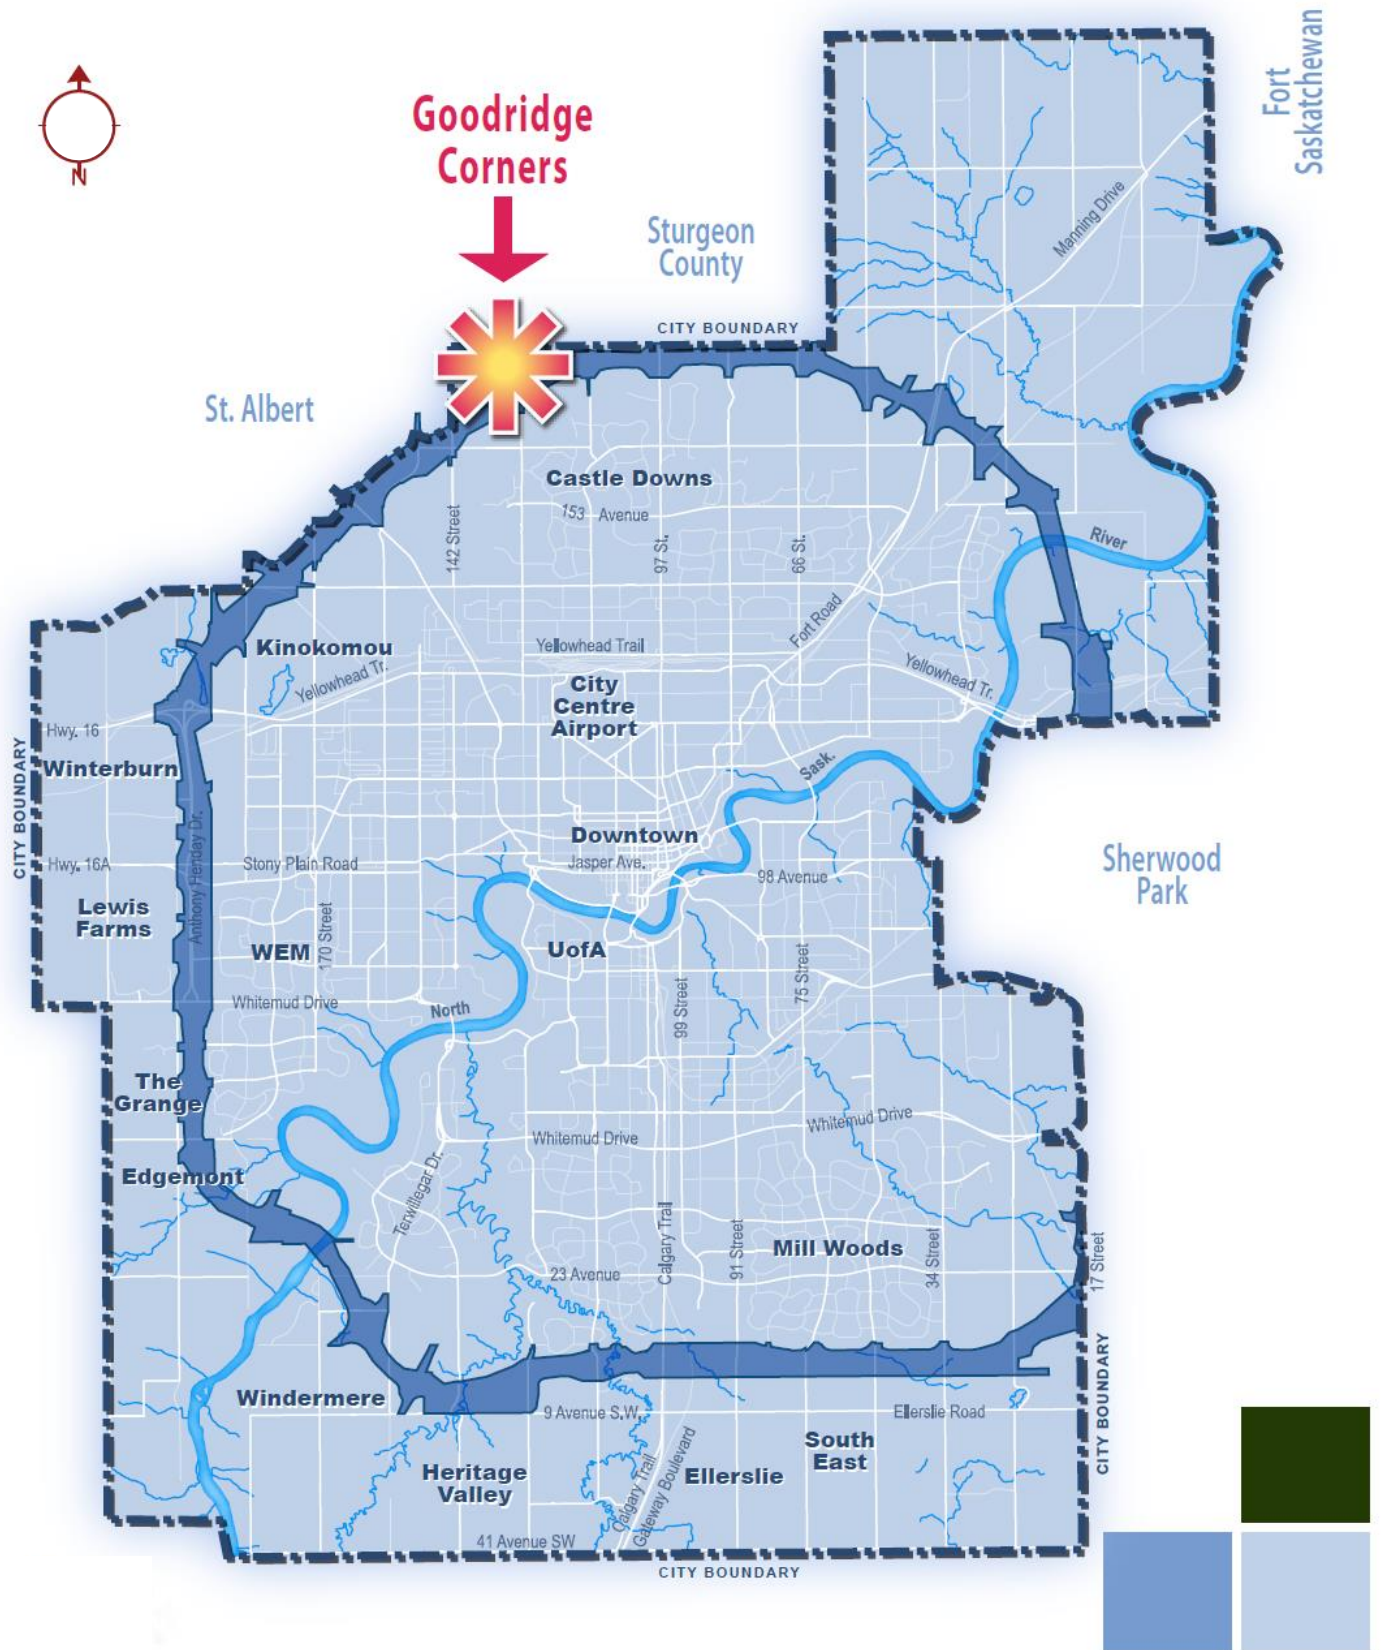 Fort
Saskatchewan
Goodridge
Corners
N
Manning Drive
Sturgeon
County
CITY BOUNDARY
St. Albert
Castle Downs
153 Avenue
142 Street
97 St.
66 St.
River
Fort Road
Kinokomou
Yellowhead Trail
Yellowhead Tr.
Yellowhead Tr.
City
Centre
Airport
Hwy. 16
Winterburn
CITY BOUNDARY
Sask.
Downtown
Anthony Henday Dr.
Hwy. 16A
Stony Plain Road
Jasper Ave.
98 Avenue
Sherwood
Park
Lewis
Farms
170 Street
WEM
UofA
75 Street
99 Street
Whitemud Drive
North
The
Grange
Whitemud Drive
Whitemud Drive
Edgemont
Terwillegar Dr.
Calgary Trail
91 Street
Mill Woods
34 Street
17 Street
23 Avenue
CITY BOUNDARY
Windermere
9 Avenue S.W.
Ellerslie Road
South
East
Heritage
Valley
Calgary Trail
Gateway Boulevard
Ellerslie
41 Avenue SW
CITY BOUNDARY